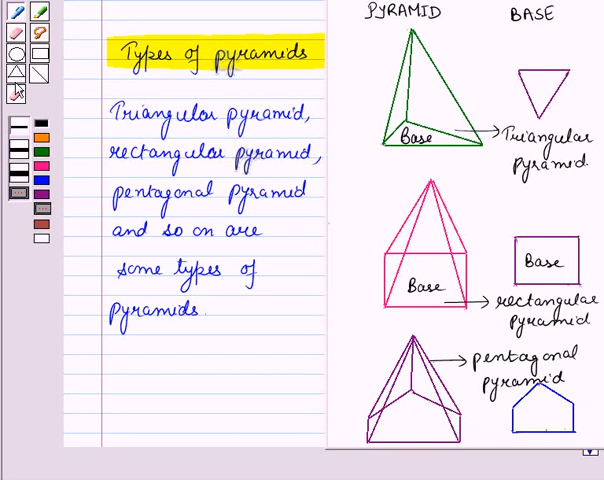 Types of pyramids
Triangular pyramid,
rectangular pyramid,
pentagonal pyramid
and so on are
some types of
pyramids.
PYRAMID BASE
Base
Triangular
pyramid.
Base
Base
rectangular
pyramid
pentagonal
pyramid